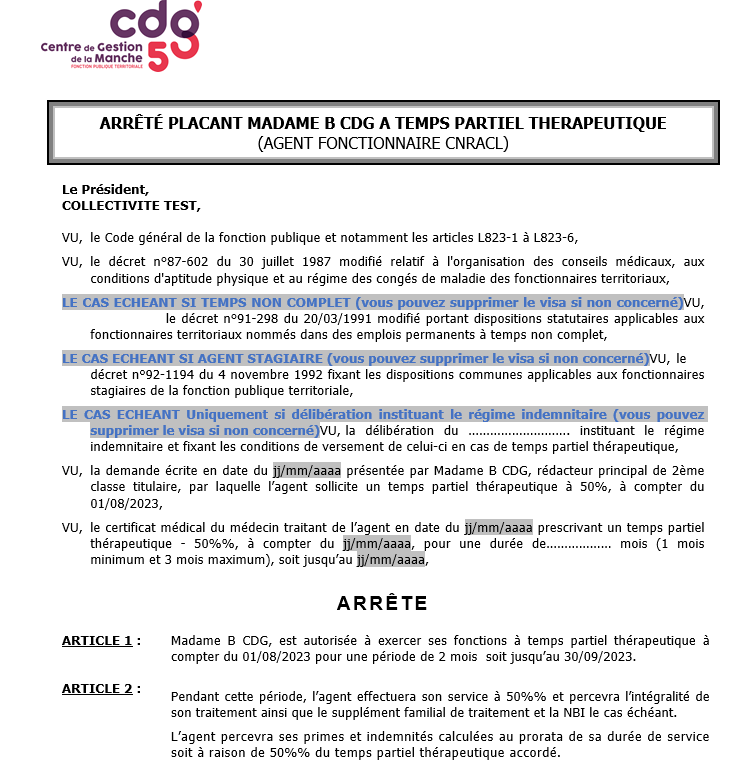 cdg
50
Centre de Gestion
de la Manche
FONCTION PUBLIQUE TERRITORIALE
ARRÊTÉ PLACANT MADAME B CDG A TEMPS PARTIEL THERAPEUTIQUE
(AGENT FONCTIONNAIRE CNRACL)
Le Président,
COLLECTIVITE TEST,
VU, le Code général de la fonction publique et notamment les articles L823-1 à L823-6,
VU, le décret n°87-602 du 30 juillet 1987 modifié relatif à l'organisation des conseils médicaux, aux
conditions d'aptitude physique et au régime des congés de maladie des fonctionnaires territoriaux,
LE CAS ECHEANT SI TEMPS NON COMPLET (vous pouvez supprimer le visa si non concerné)VU,
le décret n°91-298 du 20/03/1991 modifié portant dispositions statutaires applicables aux
fonctionnaires territoriaux nommés dans des emplois permanents à temps non complet,
LE CAS ECHEANT SI AGENT STAGIAIRE (vous pouvez supprimer le visa si non concerné)VU, le
décret n°92-1194 du 4 novembre 1992 fixant les dispositions communes applicables aux fonctionnaires
stagiaires de la fonction publique territoriale,
LE CAS ECHEANT Uniquement si délibération instituant le régime indemnitaire (vous pouvez
supprimer le visa si non concerné)VU, la délibération du ……………………… instituant le régime
indemnitaire et fixant les conditions de versement de celui-ci en cas de temps partiel thérapeutique,
VU, la demande écrite en date du jj/mm/aaaa présentée par Madame B CDG, rédacteur principal de 2ème
classe titulaire, par laquelle l'agent sollicite un temps partiel thérapeutique à 50%, à compter du
01/08/2023,
VU, le certificat médical du médecin traitant de l'agent en date du jj/mm/aaaa prescrivant un temps partiel
thérapeutique - 50%%, à compter du jj/mm/aaaa, pour une durée de……………… mois (1 mois
minimum et 3 mois maximum), soit jusqu'au jj/mm/aaaa,
ARRÊTE
ARTICLE 1 : Madame B CDG, est autorisée à exercer ses fonctions à temps partiel thérapeutique à
compter du 01/08/2023 pour une période de 2 mois soit jusqu'au 30/09/2023.
ARTICLE 2 :
Pendant cette période, l'agent effectuera son service à 50%% et percevra l'intégralité de
son traitement ainsi que le supplément familial de traitement et la NBI le cas échéant.
L'agent percevra ses primes et indemnités calculées au prorata de sa durée de service
soit à raison de 50%% du temps partiel thérapeutique accordé.